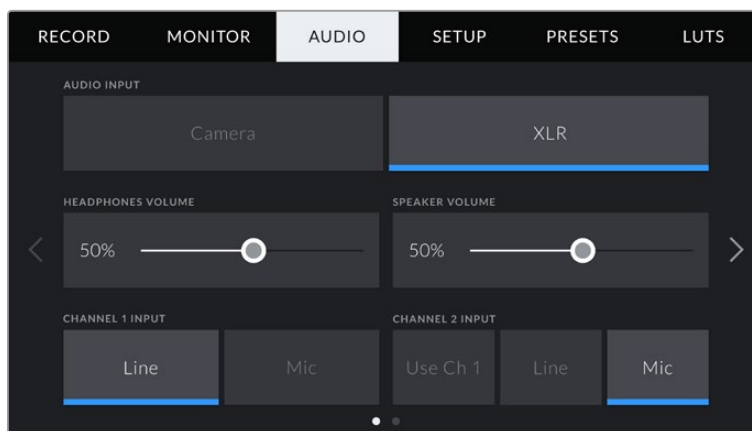 RECORD MONITOR AUDIO SETUP PRESETS LUTS
AUDIO INPUT
Camera XLR
HEADPHONES VOLUME SPEAKER VOLUME
50% 50%
CHANNEL 1 INPUT CHANNEL 2 INPUT
Line Mic Use Ch 1 Line Mic